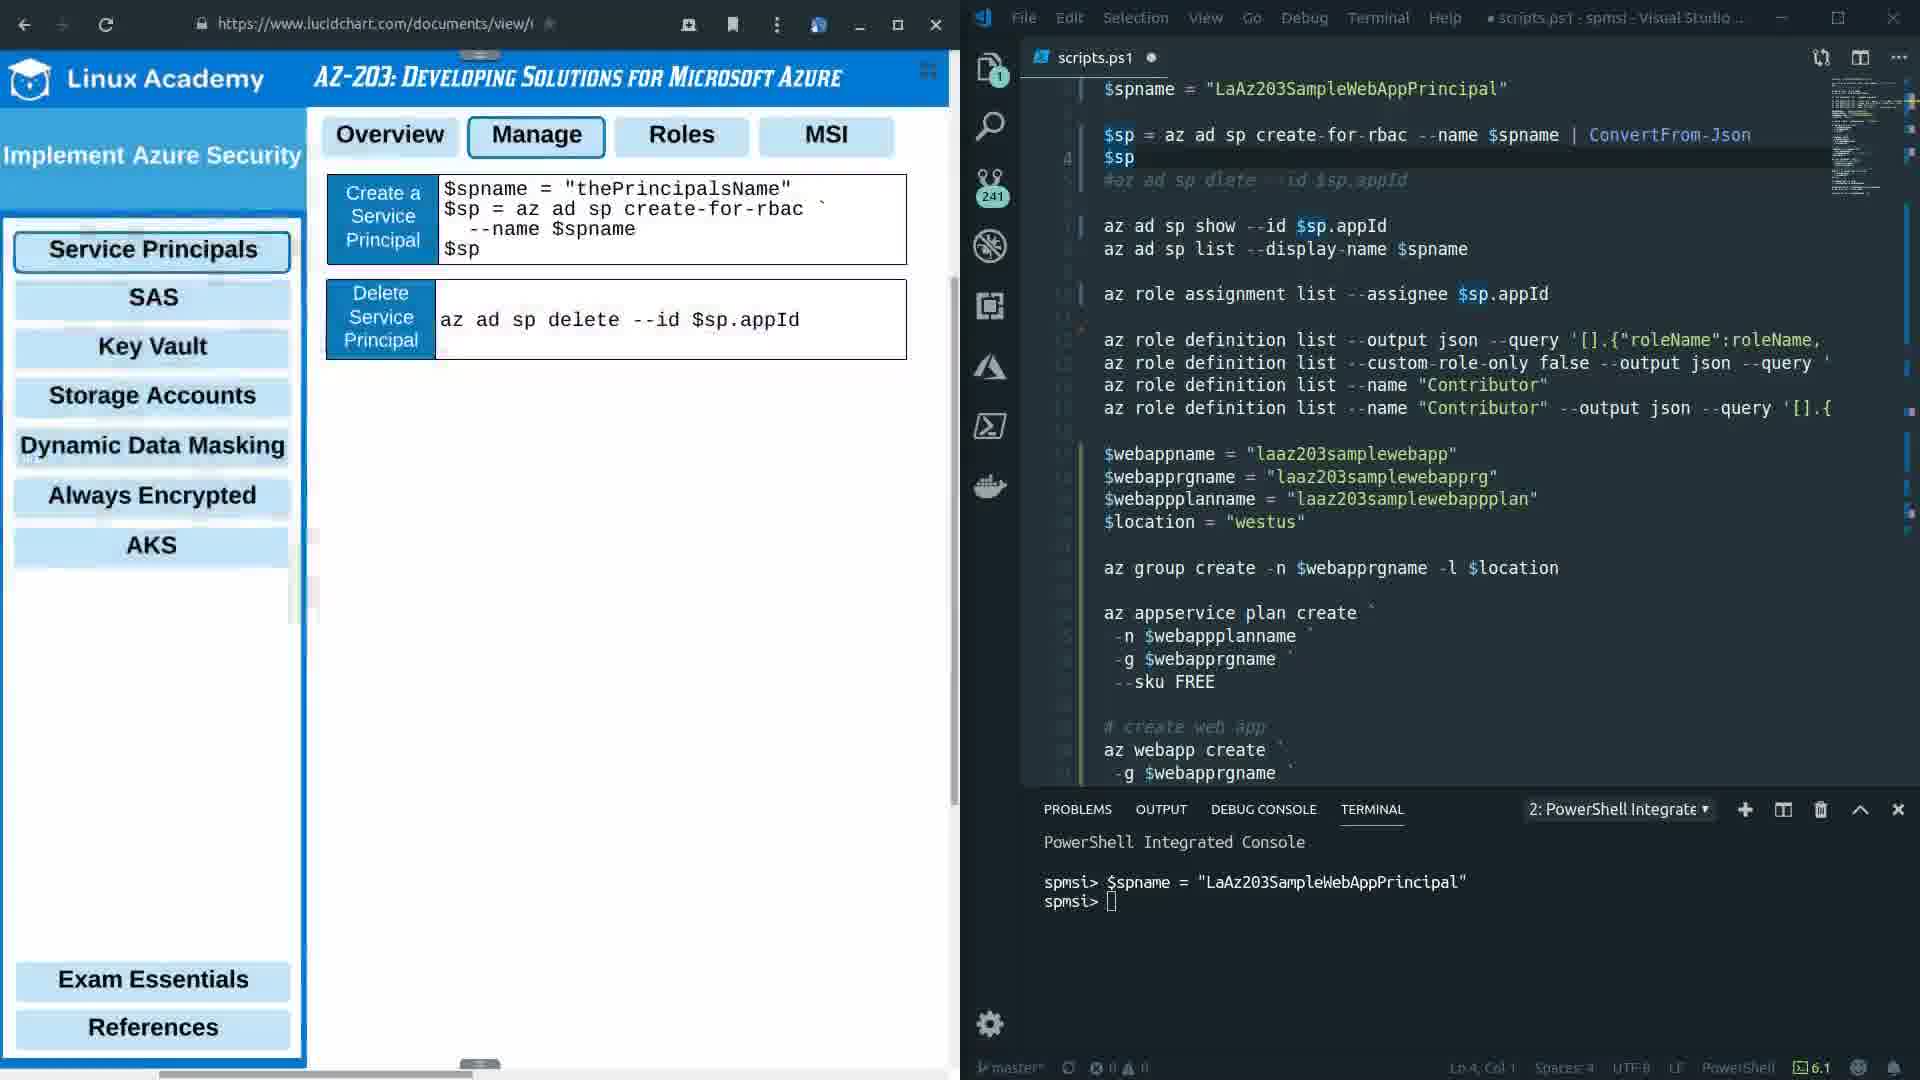 https://www.lucidchart.com/documents/view/
Linux Academy
AZ-203: Developing Solutions for Microsoft Azure
Implement Azure Security
Overview
Manage
Roles
MSI
Service Principals
SAS
Key Vault
Storage Accounts
Dynamic Data Masking
Always Encrypted
AKS
Exam Essentials
References
Create a
Service
Principal
$spname = "thePrincipalsName"
$sp = az ad sp create-for-rbac `
--name $spname
$sp
Delete
Service
Principal
az ad sp delete --id $sp.appId
File Edit Selection View Go Debug Terminal Help
● scripts.ps1 - spmsi - Visual Studio ...
1
241
scripts.ps1 ●
$spname = "LaAz203SampleWebAppPrincipal"
$sp = az ad sp create-for-rbac --name $spname | ConvertFrom-Json
4 $sp
#az ad sp dlete --id $sp.appId
az ad sp show --id $sp.appId
az ad sp list --display-name $spname
az role assignment list --assignee $sp.appId
az role definition list --output json --query '[].{"roleName":roleName,
az role definition list --custom-role-only false --output json --query '
az role definition list --name "Contributor"
az role definition list --name "Contributor" --output json --query '[].{
$webappname = "laaz203samplewebapp"
$webapprgname = "laaz203samplewebapprg"
$webappplanname = "laaz203samplewebappplan"
$location = "westus"
az group create -n $webapprgname -l $location
az appservice plan create `
-n $webappplanname `
-g $webapprgname `
--sku FREE
# create web app
az webapp create `
-g $webapprgname `
PROBLEMS OUTPUT DEBUG CONSOLE TERMINAL
2: PowerShell Integrate
PowerShell Integrated Console
spmsi> $spname = "LaAz203SampleWebAppPrincipal"
spmsi>
master* 0 0
Ln 4, Col 1 Spaces: 4 UTF-8 LF PowerShell 6.1